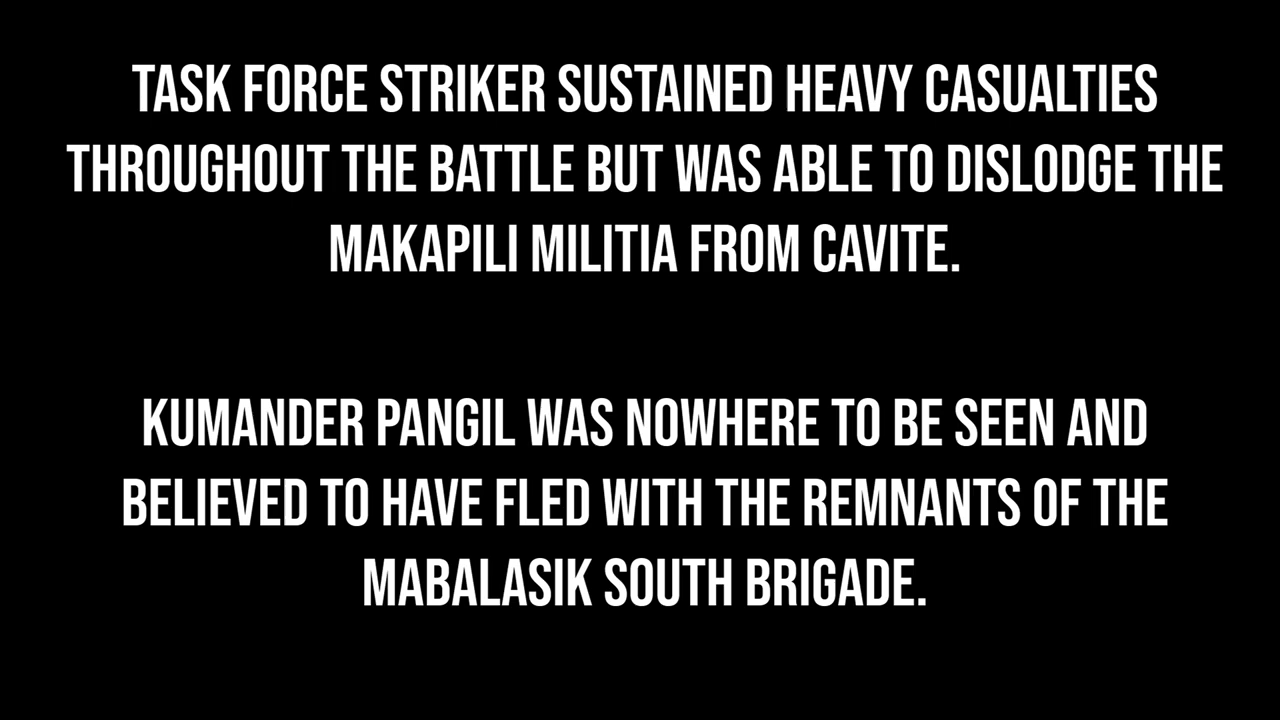 TASK FORCE STRIKER SUSTAINED HEAVY CASUALTIES
THROUGHOUT THE BATTLE BUT WAS ABLE TO DISLODGE THE
MAKAPILI MILITIA FROM CAVITE.
KUMANDER PANGIL WAS NOWHERE TO BE SEEN AND
BELIEVED TO HAVE FLED WITH THE REMNANTS OF THE
MABALASIK SOUTH BRIGADE.